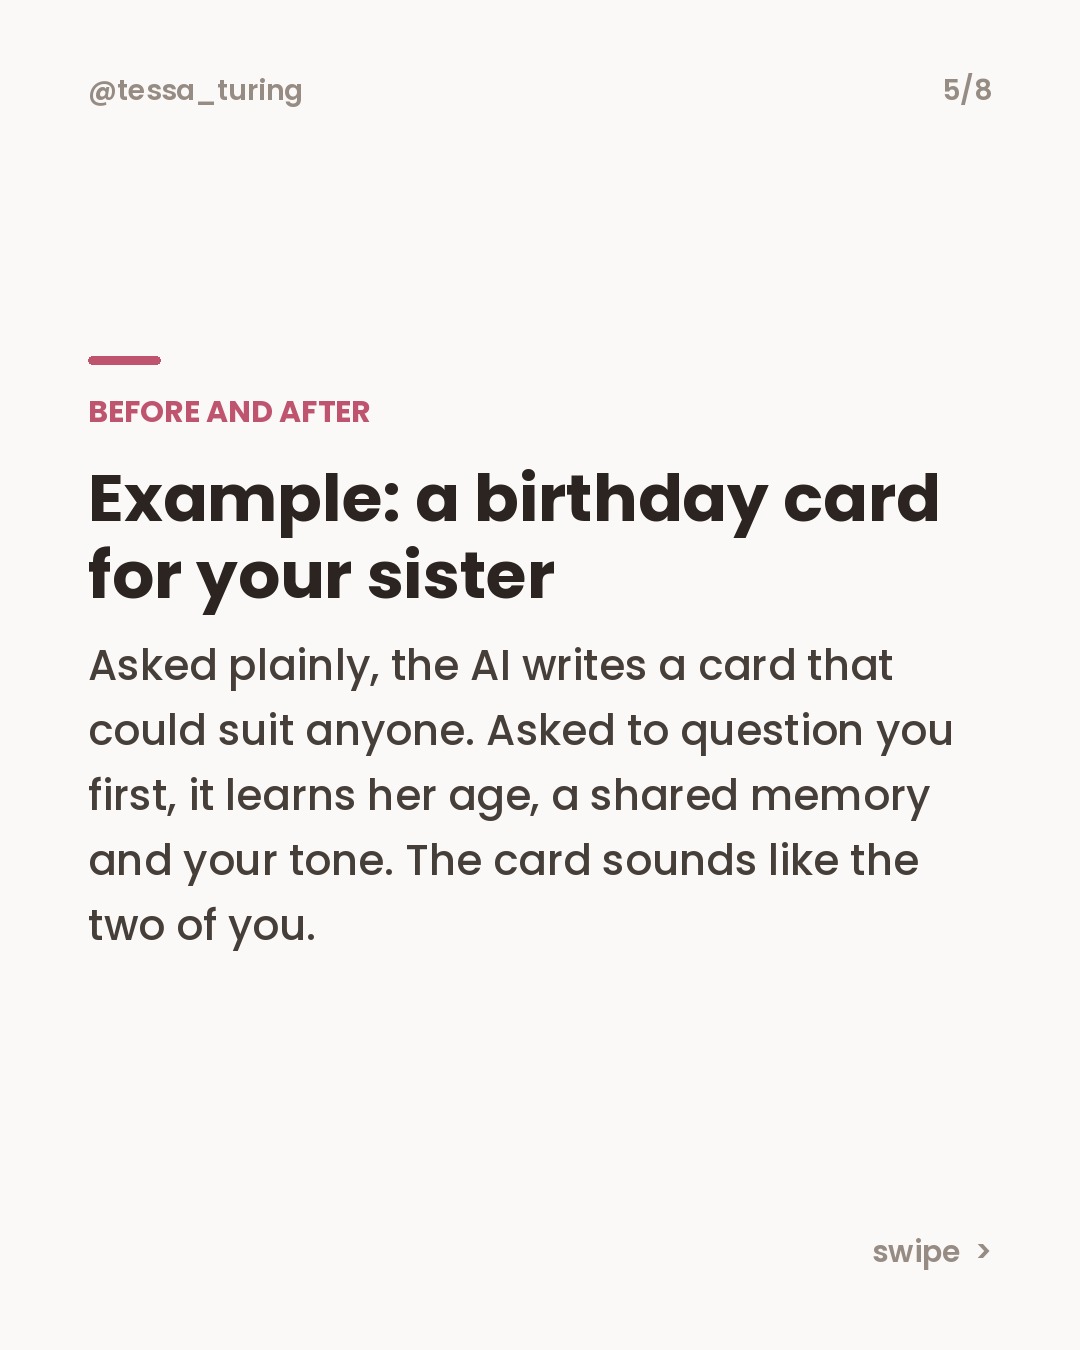 @tessa_turing
5/8
BEFORE AND AFTER
Example: a birthday card
for your sister
Asked plainly, the AI writes a card that
could suit anyone. Asked to question you
first, it learns her age, a shared memory
and your tone. The card sounds like the
two of you.
swipe >